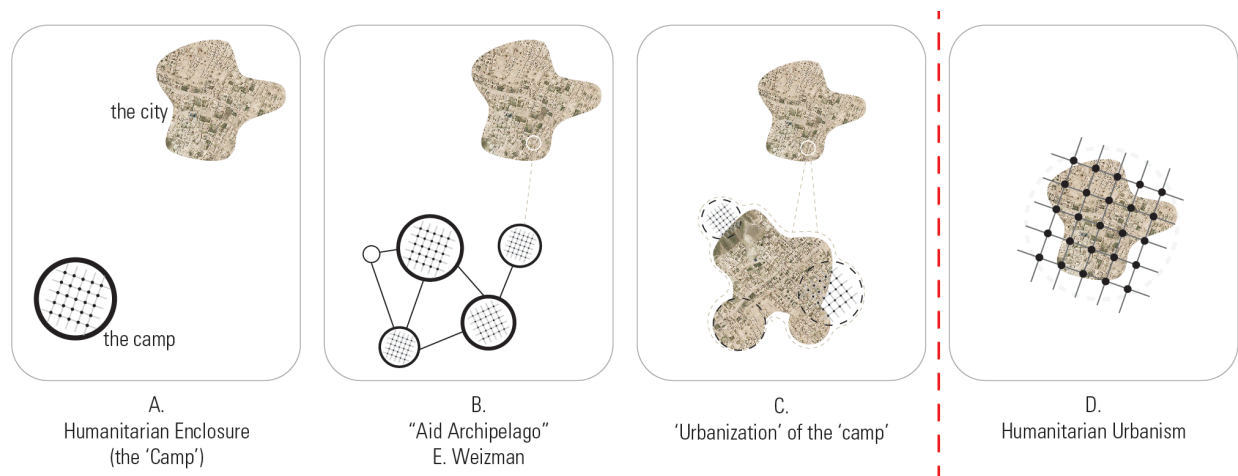 the city
the camp
A.
Humanitarian Enclosure
(the ‘Camp’)
B.
“Aid Archipelago”
E. Weizman
C.
‘Urbanization’ of the ‘camp’
D.
Humanitarian Urbanism